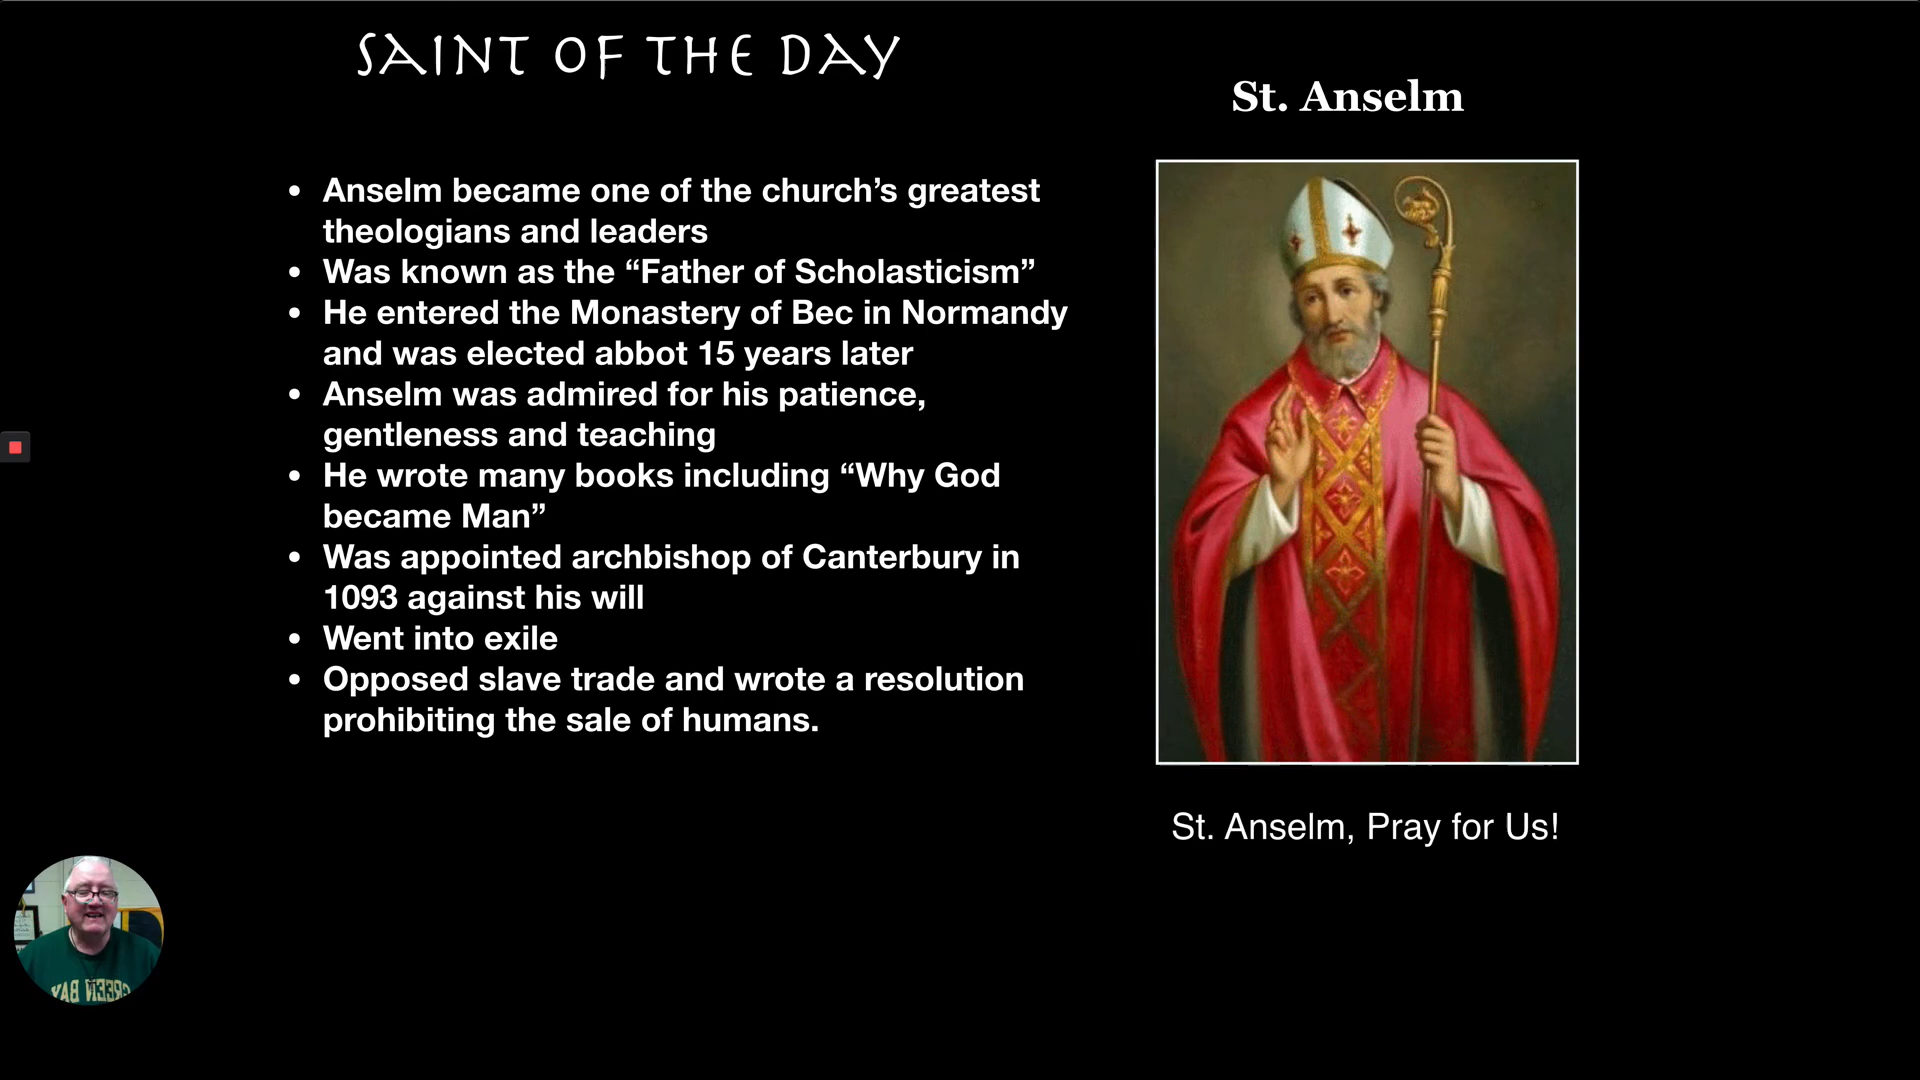 SAINT OF THE DAY
St. Anselm
• Anselm became one of the church’s greatest
theologians and leaders
• Was known as the “Father of Scholasticism”
• He entered the Monastery of Bec in Normandy
and was elected abbot 15 years later
• Anselm was admired for his patience,
gentleness and teaching
• He wrote many books including “Why God
became Man”
• Was appointed archbishop of Canterbury in
1093 against his will
• Went into exile
• Opposed slave trade and wrote a resolution
prohibiting the sale of humans.
St. Anselm, Pray for Us!
GREEN BAY